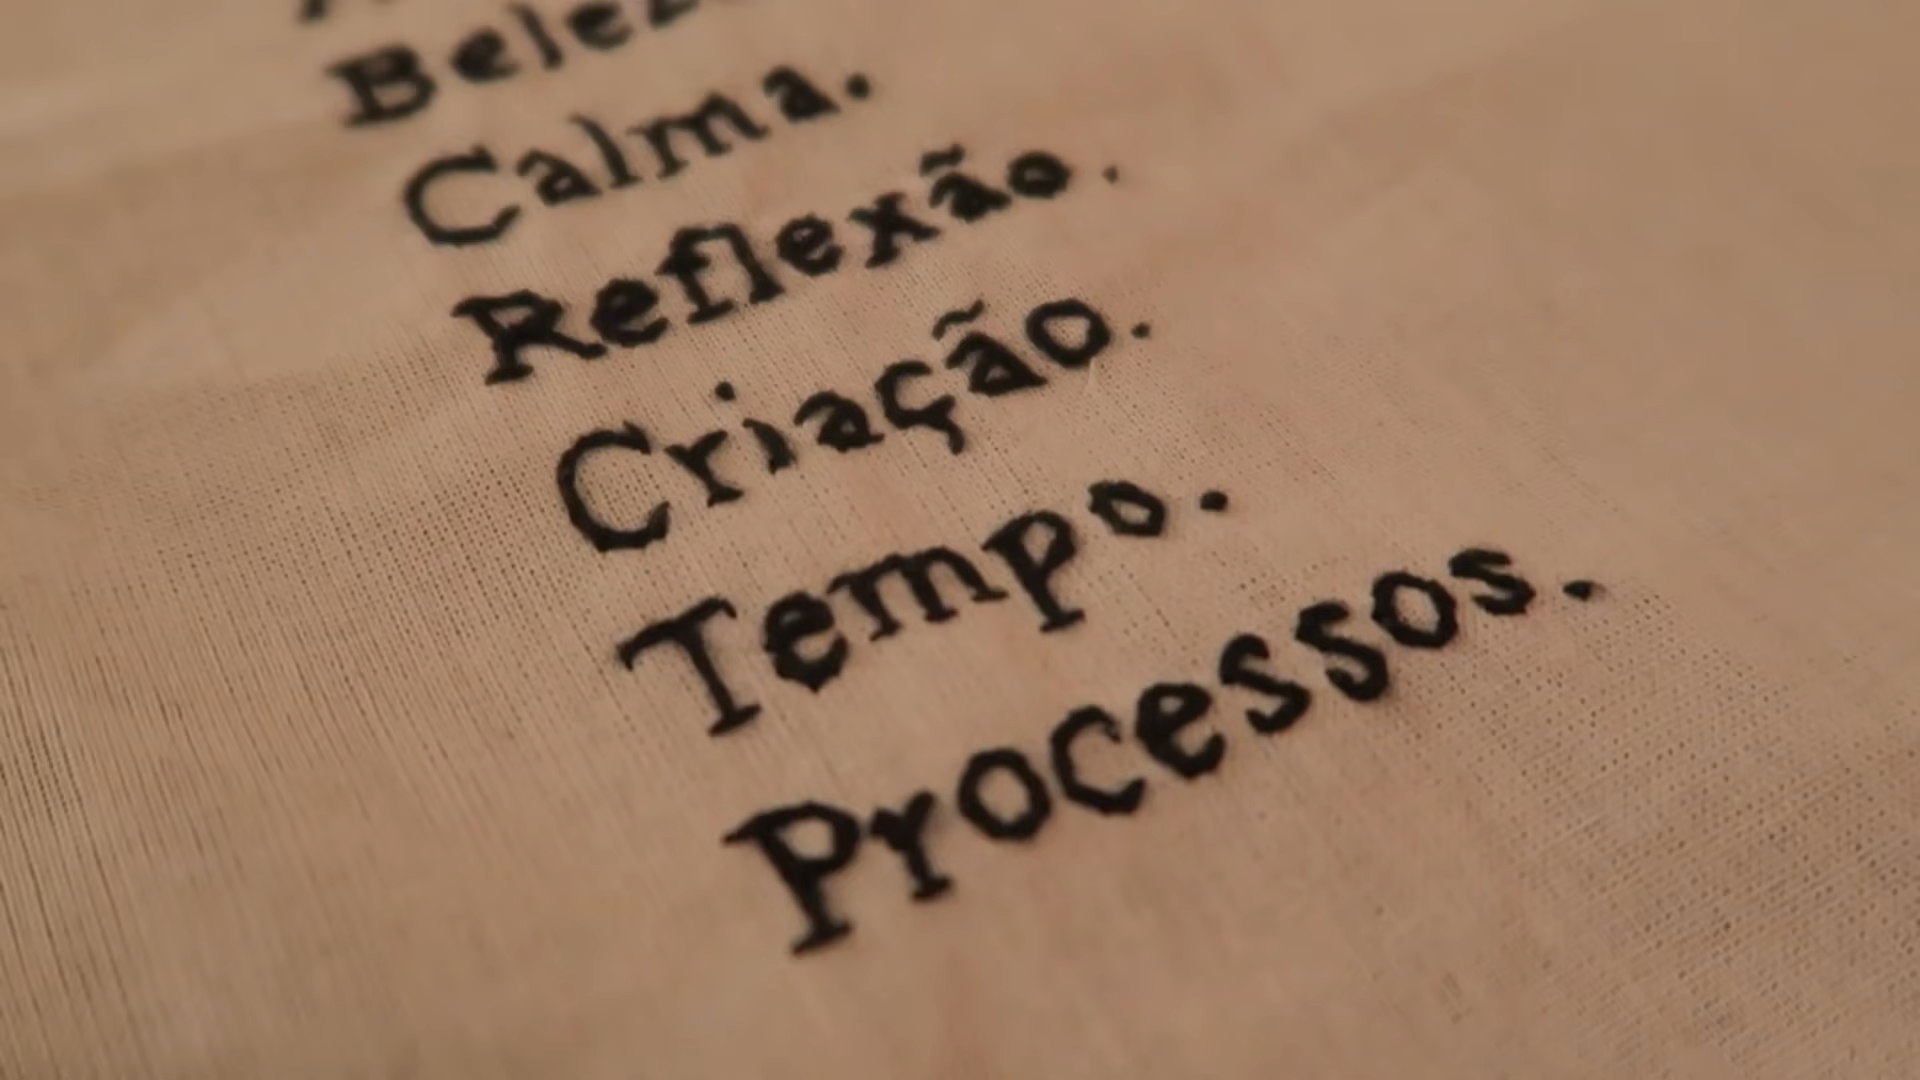 Calma.
Reflexão.
Criação.
Tempo.
Processos.